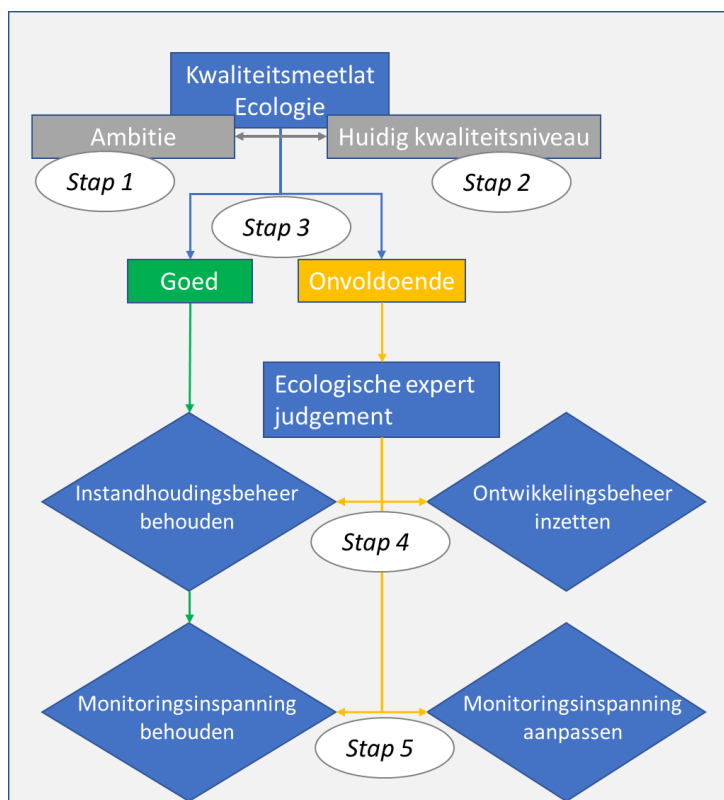 Kwaliteitsmeetlat
Ecologie
Ambitie
Huidig kwaliteitsniveau
Stap 1
Stap 2
Stap 3
Goed
Onvoldoende
Ecologische expert
judgement
Instandhoudingsbeheer
behouden
Ontwikkelingsbeheer
inzetten
Stap 4
Monitoringsinspanning
behouden
Monitoringsinspanning
aanpassen
Stap 5